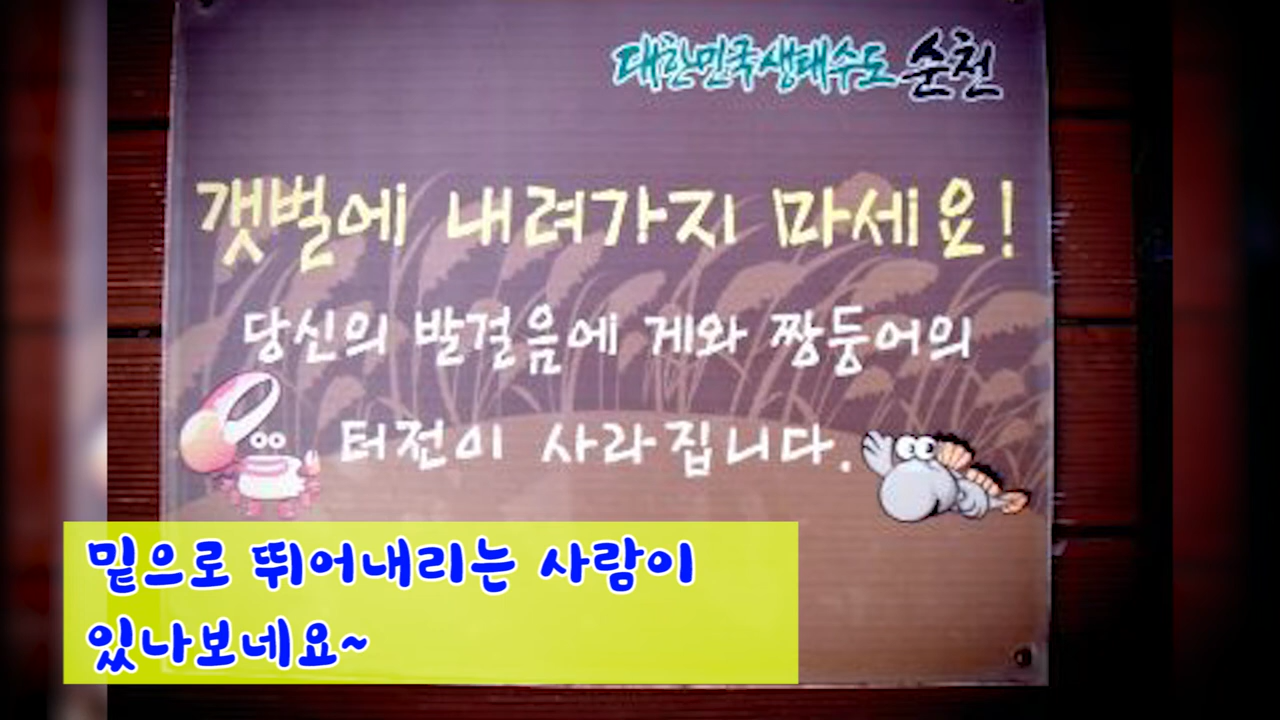 대한민국생태수도 순천
갯벌에 내려가지 마세요!
당신의 발걸음에 게와 짱둥어의
터전이 사라집니다.
밑으로 뛰어내리는 사람이
있나보네요~